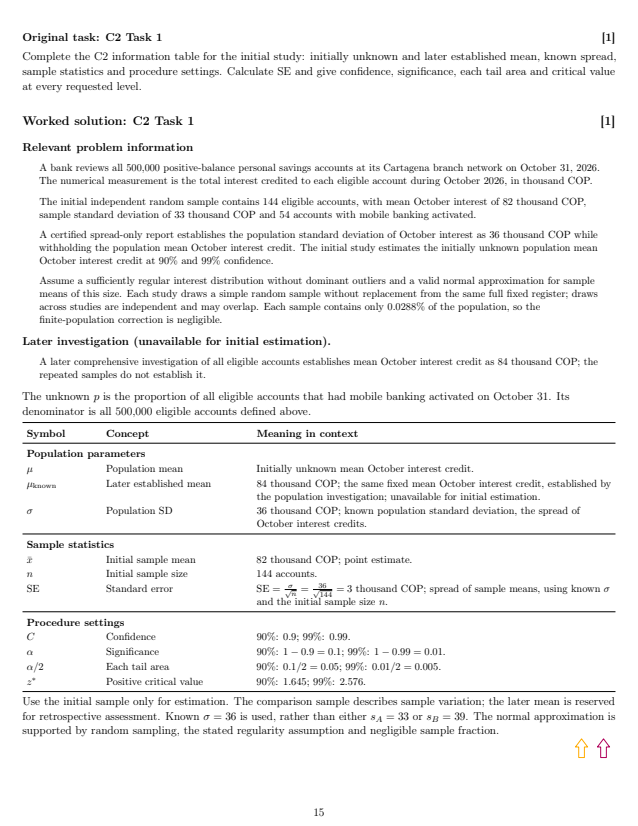 Original task: C2 Task 1 [1]
Complete the C2 information table for the initial study: initially unknown and later established mean, known spread,
sample statistics and procedure settings. Calculate SE and give confidence, significance, each tail area and critical value
at every requested level.
Worked solution: C2 Task 1 [1]
Relevant problem information
A bank reviews all 500,000 positive-balance personal savings accounts at its Cartagena branch network on October 31, 2026.
The numerical measurement is the total interest credited to each eligible account during October 2026, in thousand COP.
The initial independent random sample contains 144 eligible accounts, with mean October interest of 82 thousand COP,
sample standard deviation of 33 thousand COP and 54 accounts with mobile banking activated.
A certified spread-only report establishes the population standard deviation of October interest as 36 thousand COP while
withholding the population mean October interest credit. The initial study estimates the initially unknown population mean
October interest credit at 90% and 99% confidence.
Assume a sufficiently regular interest distribution without dominant outliers and a valid normal approximation for sample
means of this size. Each study draws a simple random sample without replacement from the same full fixed register; draws
across studies are independent and may overlap. Each sample contains only 0.0288% of the population, so the
finite-population correction is negligible.
Later investigation (unavailable for initial estimation).
A later comprehensive investigation of all eligible accounts establishes mean October interest credit as 84 thousand COP; the
repeated samples do not establish it.
The unknown p is the proportion of all eligible accounts that had mobile banking activated on October 31. Its
denominator is all 500,000 eligible accounts defined above.
Symbol Concept Meaning in context
Population parameters
μ Population mean Initially unknown mean October interest credit.
μ_known Later established mean 84 thousand COP; the same fixed mean October interest credit, established by
the population investigation; unavailable for initial estimation.
σ Population SD 36 thousand COP; known population standard deviation, the spread of
October interest credits.
Sample statistics
x̄ Initial sample mean 82 thousand COP; point estimate.
n Initial sample size 144 accounts.
SE Standard error SE = σ/√n = 36/√144 = 3 thousand COP; spread of sample means, using known σ
and the initial sample size n.
Procedure settings
C Confidence 90%: 0.9; 99%: 0.99.
α Significance 90%: 1 − 0.9 = 0.1; 99%: 1 − 0.99 = 0.01.
α/2 Each tail area 90%: 0.1/2 = 0.05; 99%: 0.01/2 = 0.005.
z* Positive critical value 90%: 1.645; 99%: 2.576.
Use the initial sample only for estimation. The comparison sample describes sample variation; the later mean is reserved
for retrospective assessment. Known σ = 36 is used, rather than either s_A = 33 or s_B = 39. The normal approximation is
supported by random sampling, the stated regularity assumption and negligible sample fraction.
15